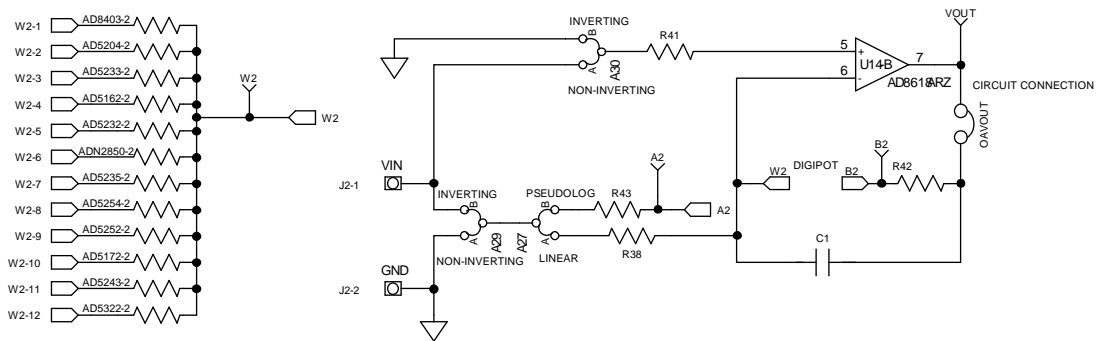 W2-1 AD8403-2
W2-2 AD5204-2
W2-3 AD5233-2
W2-4 AD5162-2
W2-5 AD5232-2
W2-6 ADN2850-2
W2-7 AD5235-2
W2-8 AD5254-2
W2-9 AD5252-2
W2-10 AD5172-2
W2-11 AD5243-2
W2-12 AD5322-2
W2
W2
INVERTING
B
A
A30
NON-INVERTING
R41
5
+
6
-
U14-B
7
AD8618ARZ
VOUT
CIRCUIT CONNECTION
OAVOUT
VIN
J2-1
INVERTING
B
A
A29
NON-INVERTING
GND
J2-2
PSEUDOLOG
B
A
A27
LINEAR
R43
A2
A2
R38
W2
DIGIPOT
B2
B2
R42
C1